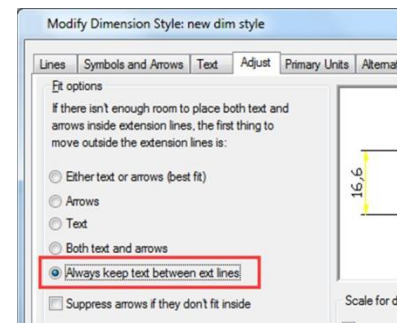 Modify Dimension Style: new dim style
Lines Symbols and Arrows Text Adjust Primary Units
Fit options
If there isn't enough room to place both text and
arrows inside extension lines, the first thing to
move outside the extension lines is:
Either text or arrows (best fit)
Arrows
Text
Both text and arrows
Always keep text between ext lines
Suppress arrows if they don't fit inside
16,6
Scale for d